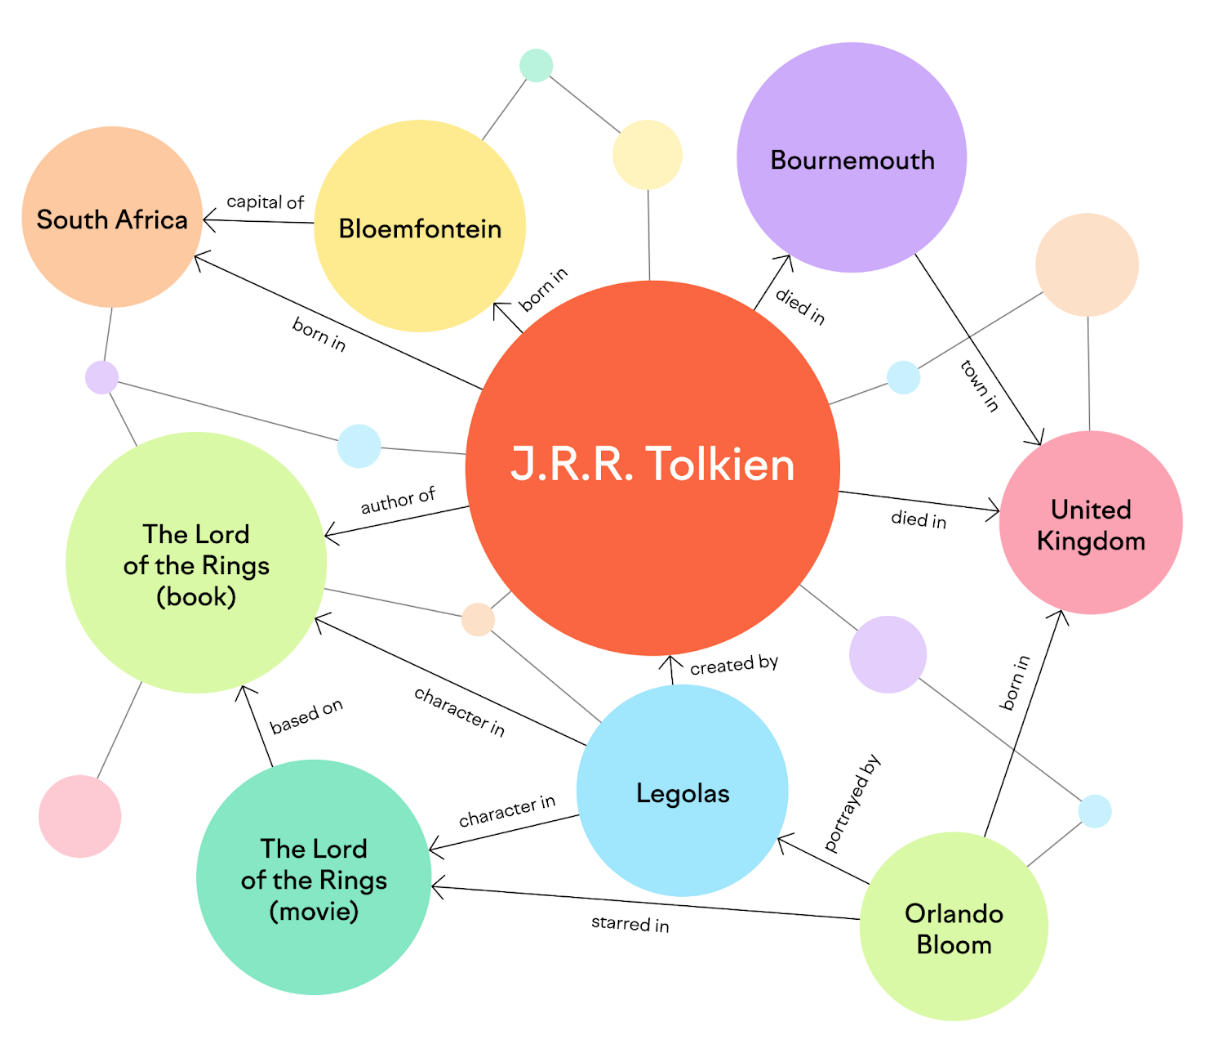 Bournemouth
capital of
South Africa
Bloemfontein
born in
died in
born in
town in
J.R.R. Tolkien
author of
United
Kingdom
died in
The Lord
of the Rings
(book)
created by
born in
character in
based on
portrayed by
Legolas
character in
The Lord
of the Rings
(movie)
starred in
Orlando
Bloom